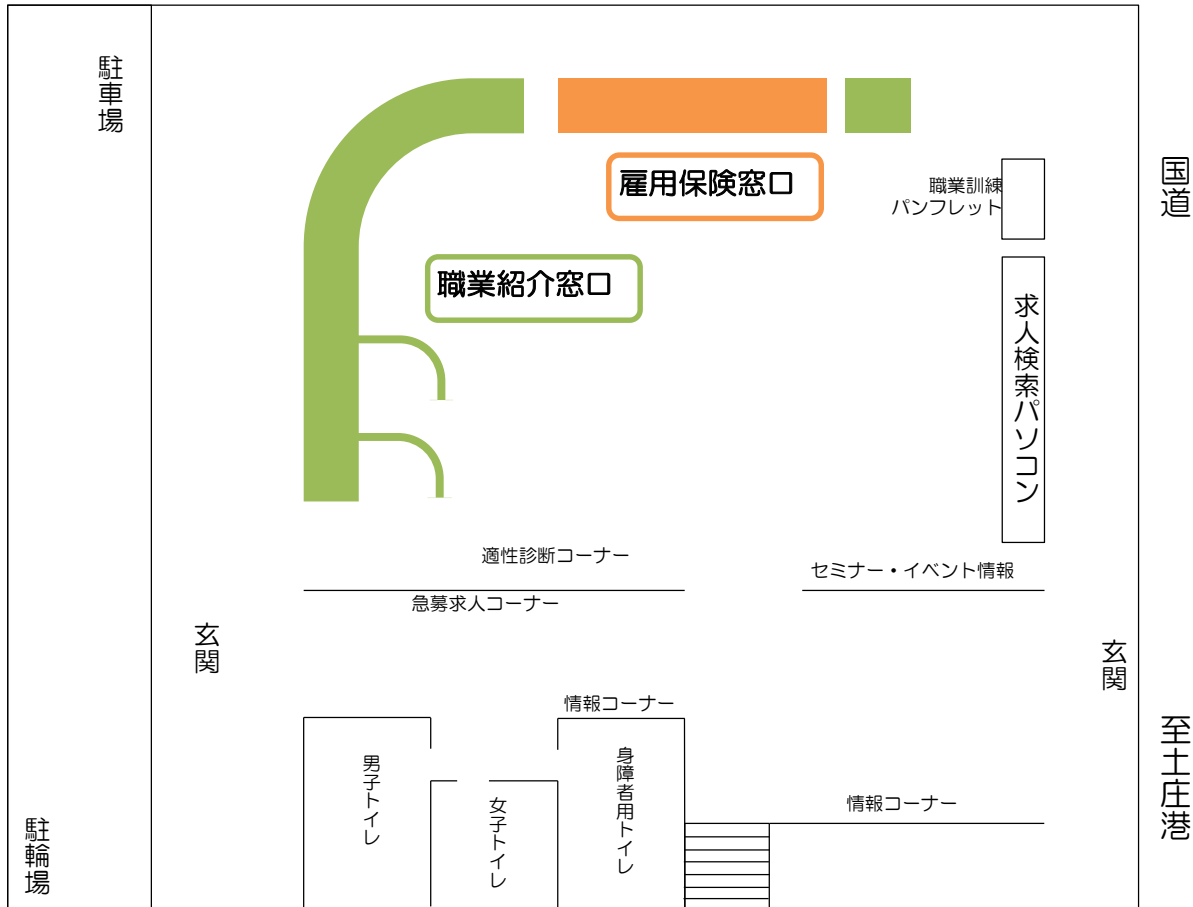 駐車場
国道
雇用保険窓口
職業訓練
パンフレット
職業紹介窓口
求人検索パソコン
適性診断コーナー
セミナー・イベント情報
急募求人コーナー
玄関
玄関
情報コーナー
至土庄港
男子トイレ
女子トイレ
身障者用トイレ
情報コーナー
駐輪場